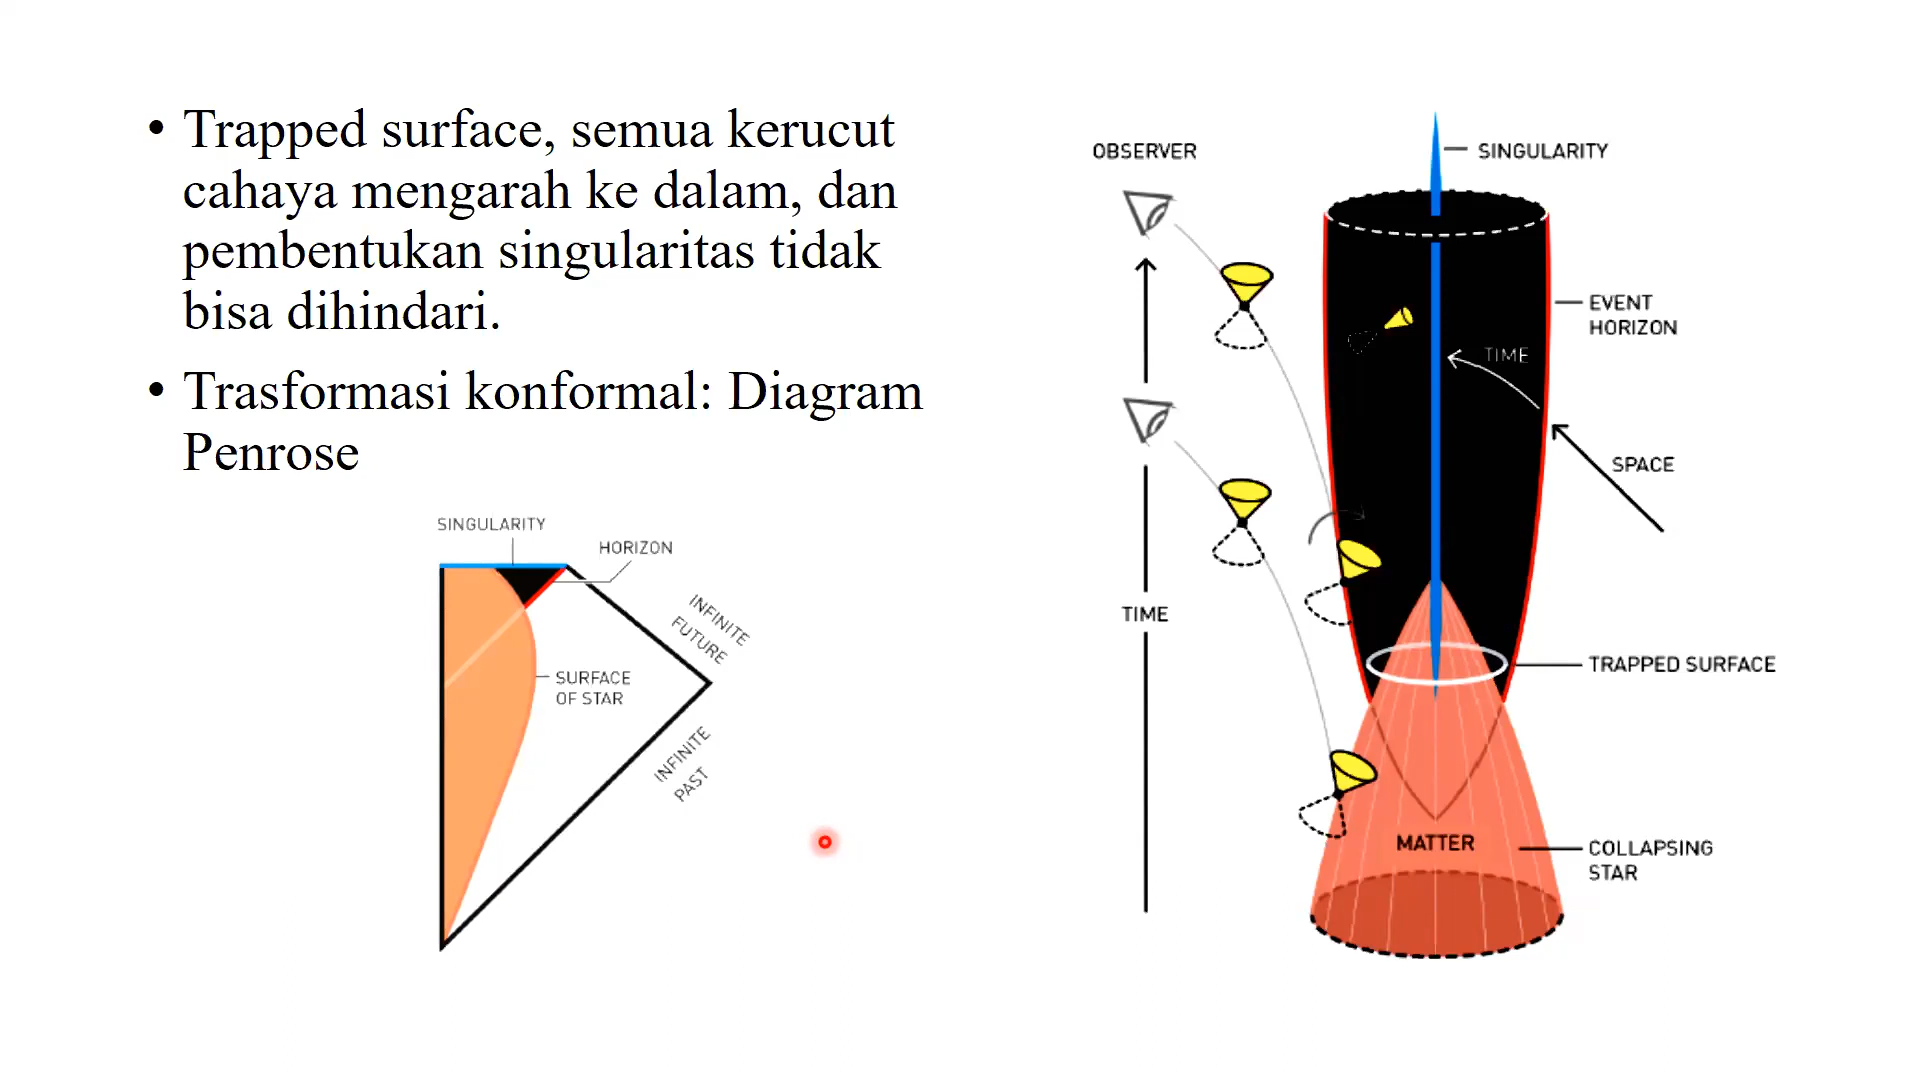 • Trapped surface, semua kerucut
cahaya mengarah ke dalam, dan
pembentukan singularitas tidak
bisa dihindari.
• Trasformasi konformal: Diagram
Penrose
SINGULARITY
HORIZON
INFINITE
FUTURE
SURFACE
OF STAR
INFINITE
PAST
OBSERVER
SINGULARITY
EVENT
HORIZON
TIME
SPACE
TIME
TRAPPED SURFACE
MATTER
COLLAPSING
STAR